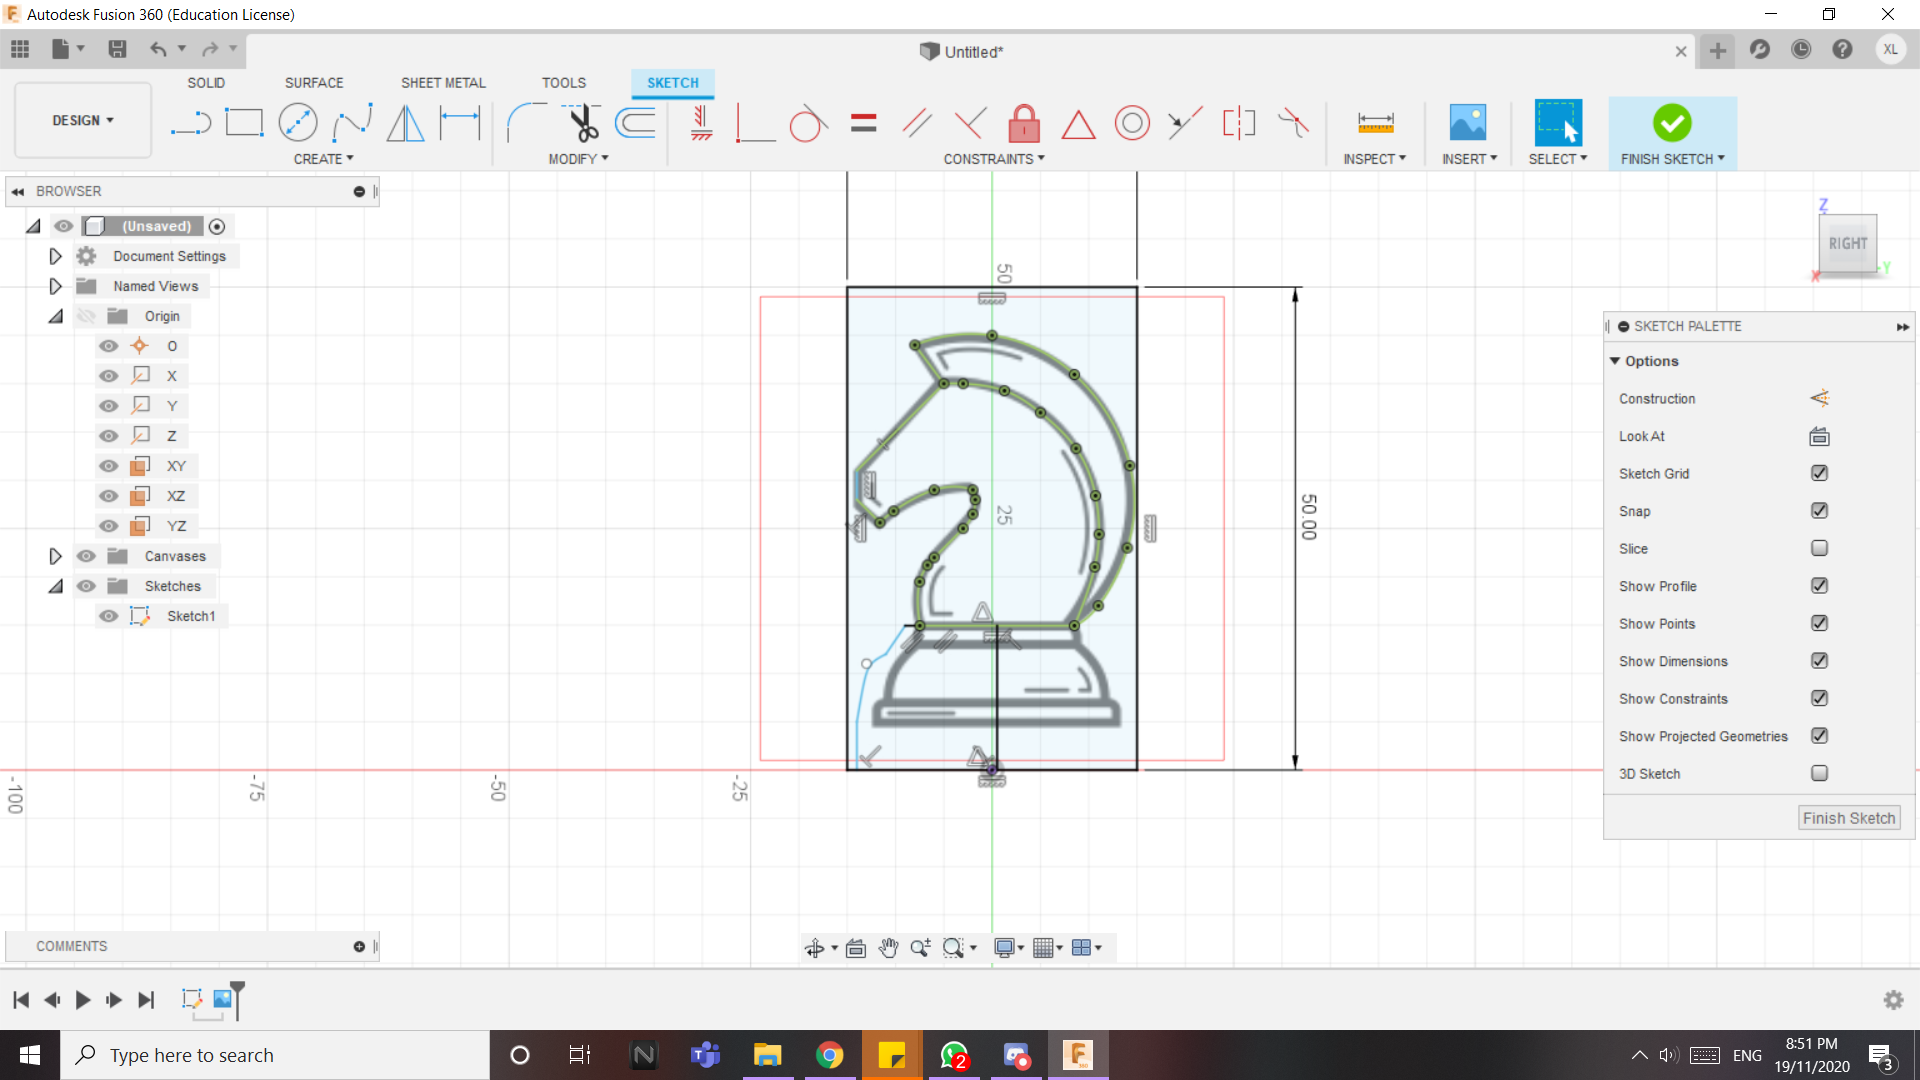 Autodesk Fusion 360 (Education License)
Untitled*
XL
SOLID
SURFACE
SHEET METAL
TOOLS
SKETCH
DESIGN
CREATE
MODIFY
CONSTRAINTS
INSPECT
INSERT
SELECT
FINISH SKETCH
BROWSER
(Unsaved)
Document Settings
Named Views
Origin
O
X
Y
Z
XY
XZ
YZ
Canvases
Sketches
Sketch1
50
25
50.00
-100
-75
-50
-25
Z
RIGHT
X
Y
SKETCH PALETTE
Options
Construction
Look At
Sketch Grid
Snap
Slice
Show Profile
Show Points
Show Dimensions
Show Constraints
Show Projected Geometries
3D Sketch
Finish Sketch
COMMENTS
Type here to search
2
ENG
8:51 PM
19/11/2020
3